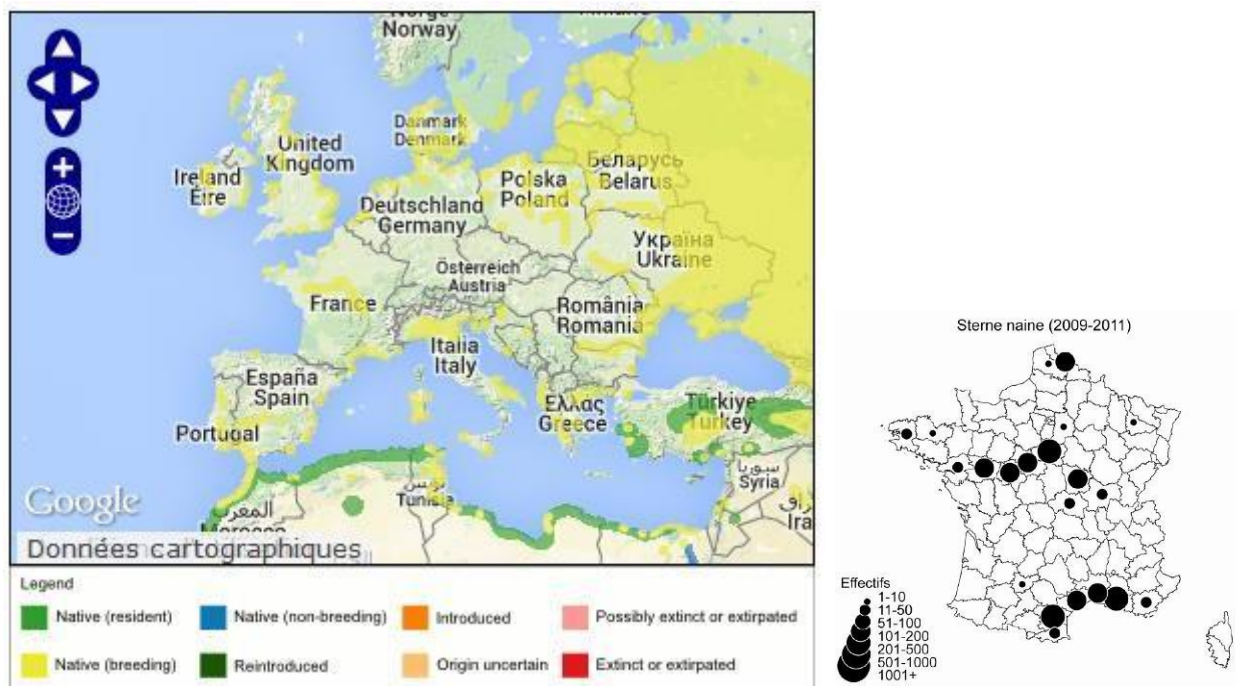 Norge
Norway
Danmark
Denmark
United
Kingdom
Ireland
Éire
Беларусь
Belarus
Polska
Poland
Deutschland
Germany
Україна
Ukraine
Österreich
Austria
France
România
Romania
Italia
Italy
España
Spain
Ελλας
Greece
Türkiye
Turkey
Portugal
سوريا
Syria
تونس
Tunisia
Google
المغرب
Données cartographiques
Legend
Native (resident)
Native (non-breeding)
Introduced
Possibly extinct or extirpated
Native (breeding)
Reintroduced
Origin uncertain
Extinct or extirpated
Sterne naine (2009-2011)
Effectifs
1-10
11-50
51-100
101-200
201-500
501-1000
1001+